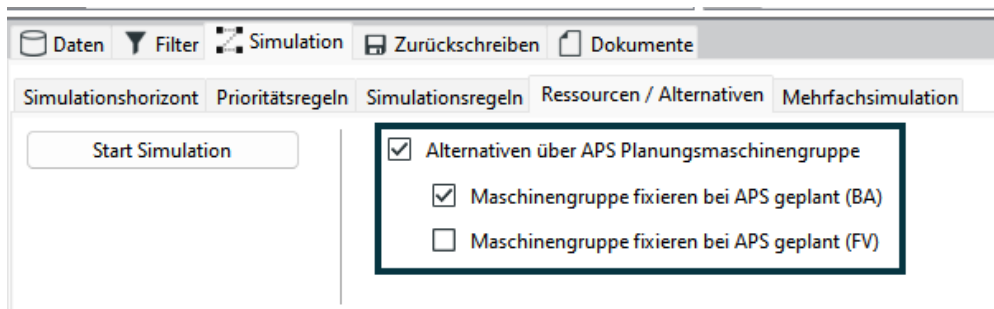 Daten Filter Simulation Zurückschreiben Dokumente
Simulationshorizont Prioritätsregeln Simulationsregeln Ressourcen / Alternativen Mehrfachsimulation
Start Simulation
Alternativen über APS Planungsmaschinengruppe
Maschinengruppe fixieren bei APS geplant (BA)
Maschinengruppe fixieren bei APS geplant (FV)